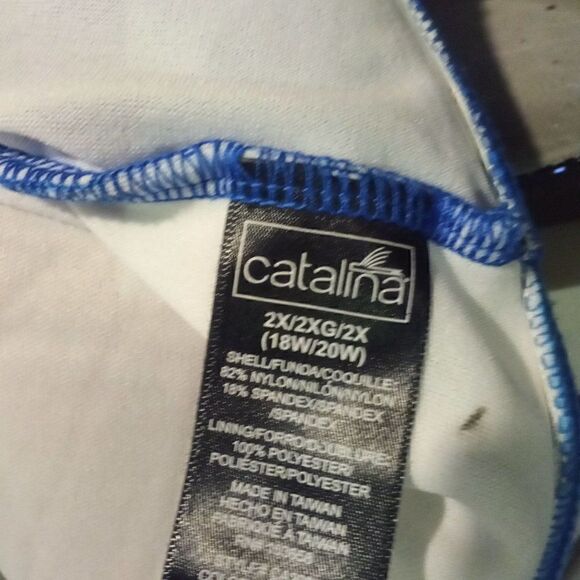 catalina
2X/2XG/2X
(18W/20W)
SHELL/FUNDA/COQUILLE:
82% NYLON/NILÓN/NYLON
18% SPANDEX/SPANDEX
/SPANDEX
LINING/FORRO/DOUBLURE:
100% POLYESTER/
POLIÉSTER/POLYESTER
MADE IN TAIWAN
HECHO EN TAIWAN
FABRIQUÉ À TAIWAN